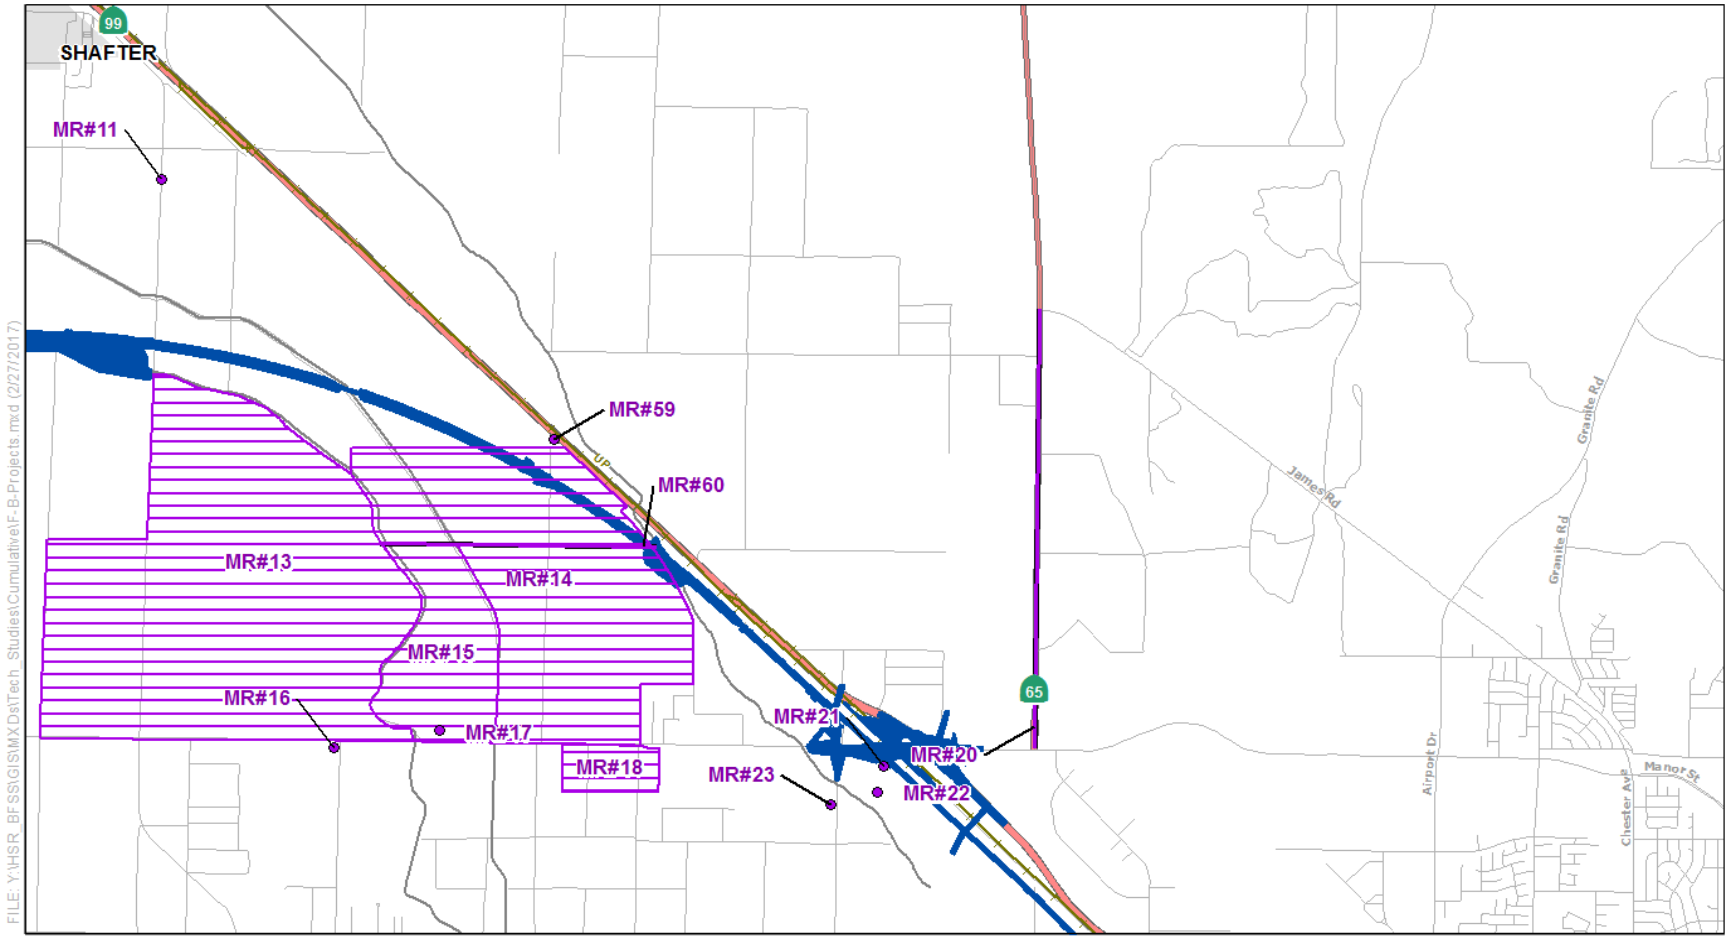 99
SHAFTER
MR#11
MR#59
UP
MR#60
MR#13
MR#14
MR#15
MR#16
MR#17
MR#18
MR#21
MR#20
MR#23
MR#22
65
James Rd
Granite Rd
Granite Rd
Airport Dr
Chester Ave
Manor St
FILE: Y:\HSR_BFSSGIS\MXDs\Tech_Studies\Cumulative\F-B-Projects.mxd (2/27/2017)